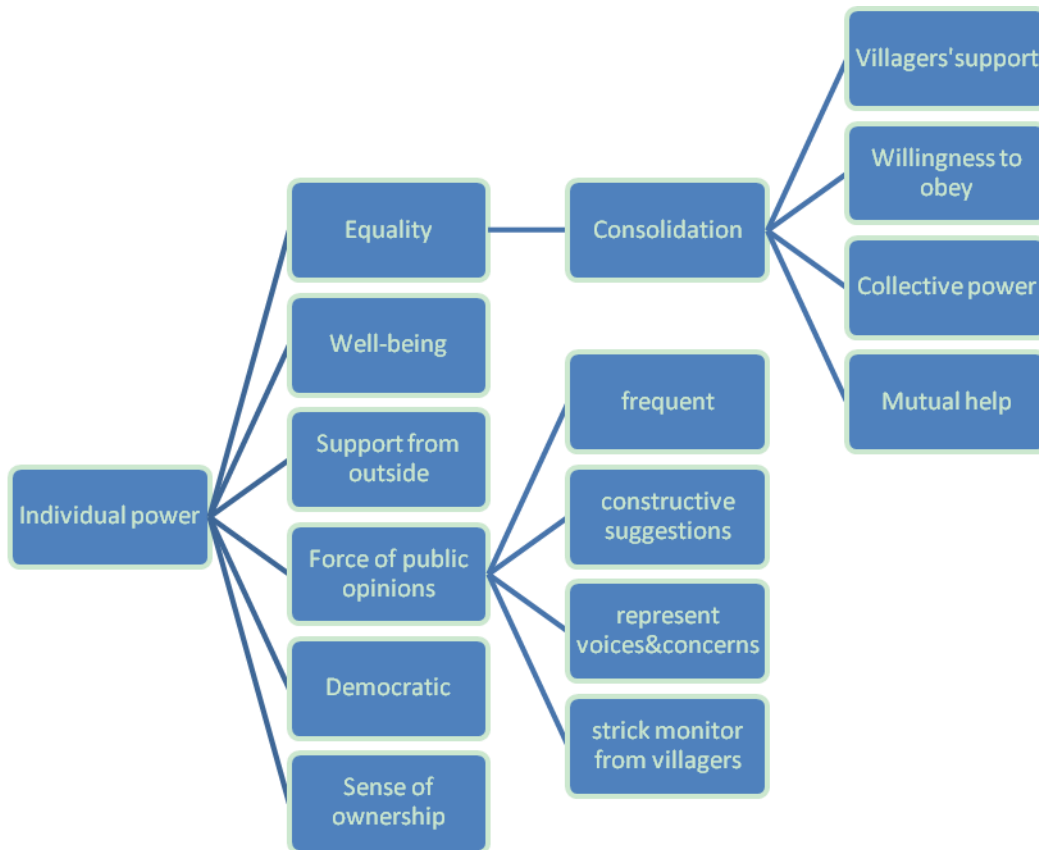 Individual power
Equality
Well-being
Support from
outside
Force of public
opinions
Democratic
Sense of
ownership
Consolidation
frequent
constructive
suggestions
represent
voices&concerns
strick monitor
from villagers
Villagers'support
Willingness to
obey
Collective power
Mutual help